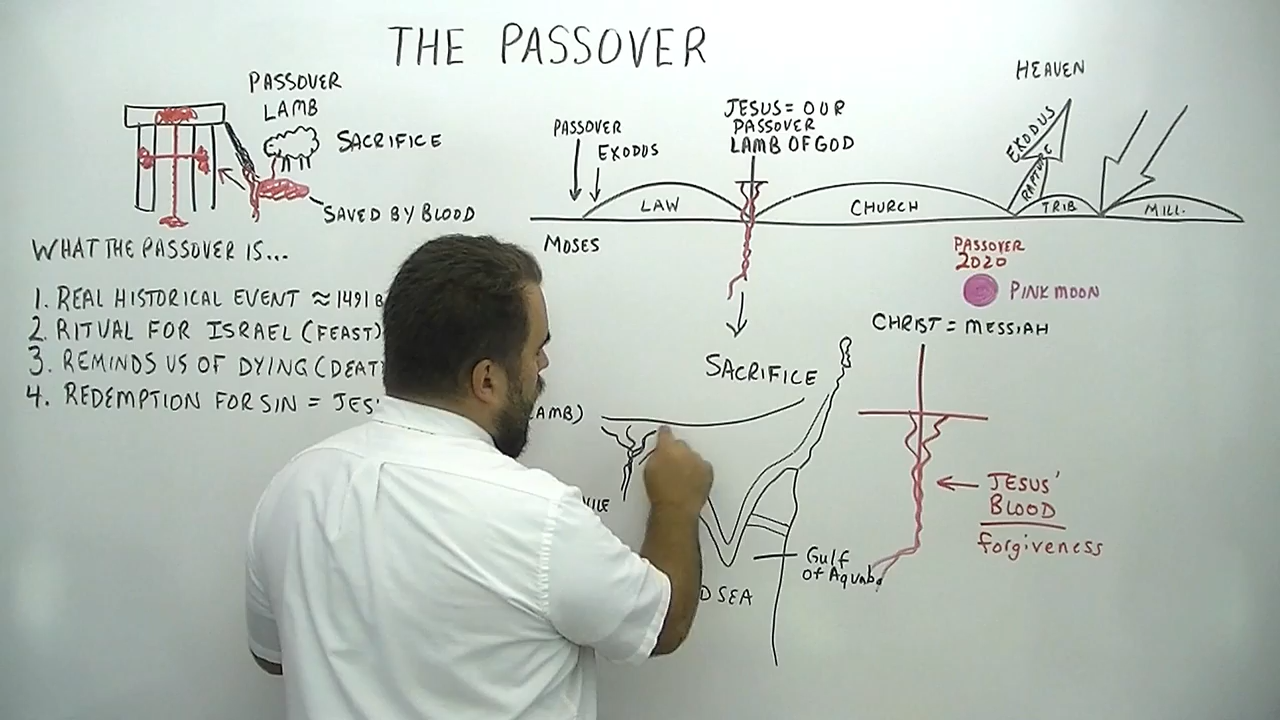 THE PASSOVER
PASSOVER
LAMB
SACRIFICE
SAVED BY BLOOD
WHAT THE PASSOVER IS...
1. REAL HISTORICAL EVENT ≈ 1491 B
2. RITUAL FOR ISRAEL (FEAST)
3. REMINDS US OF DYING (DEAT
4. REDEMPTION FOR SIN = JES
(LAMB)
PASSOVER
EXODUS
LAW
MOSES
JESUS = OUR
PASSOVER
LAMB OF GOD
CHURCH
HEAVEN
EXODUS
RAPTURE
TRIB
MILL.
PASSOVER
2020
PINK MOON
SACRIFICE
CHRIST = MESSIAH
JESUS'
BLOOD
forgiveness
ILE
D SEA
Gulf
of Aquaba